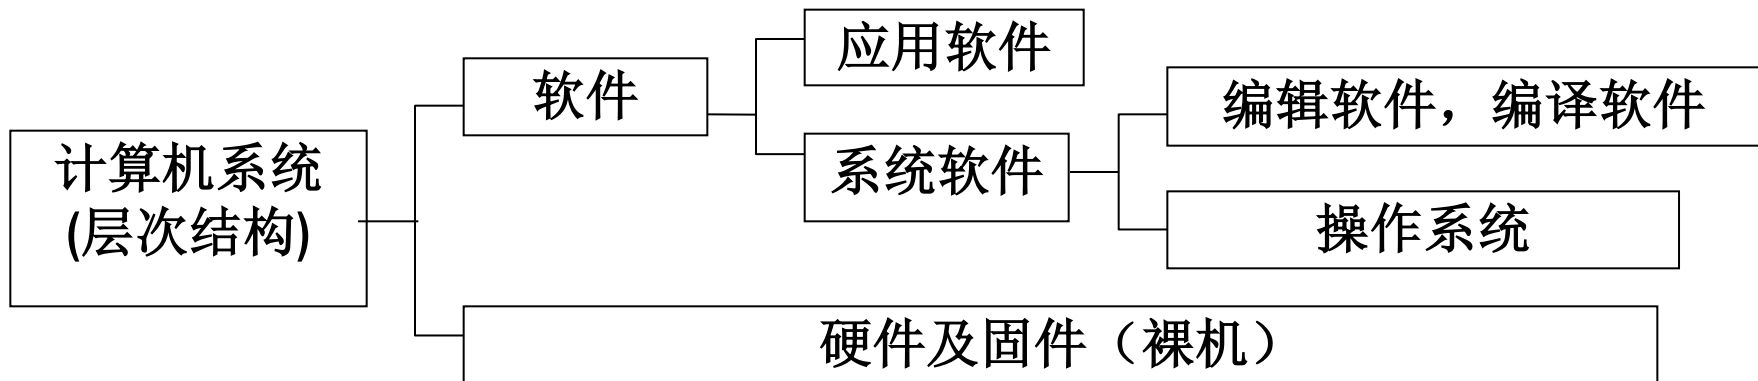 计算机系统
(层次结构)
软件
应用软件
系统软件
编辑软件，编译软件
操作系统
硬件及固件（裸机）